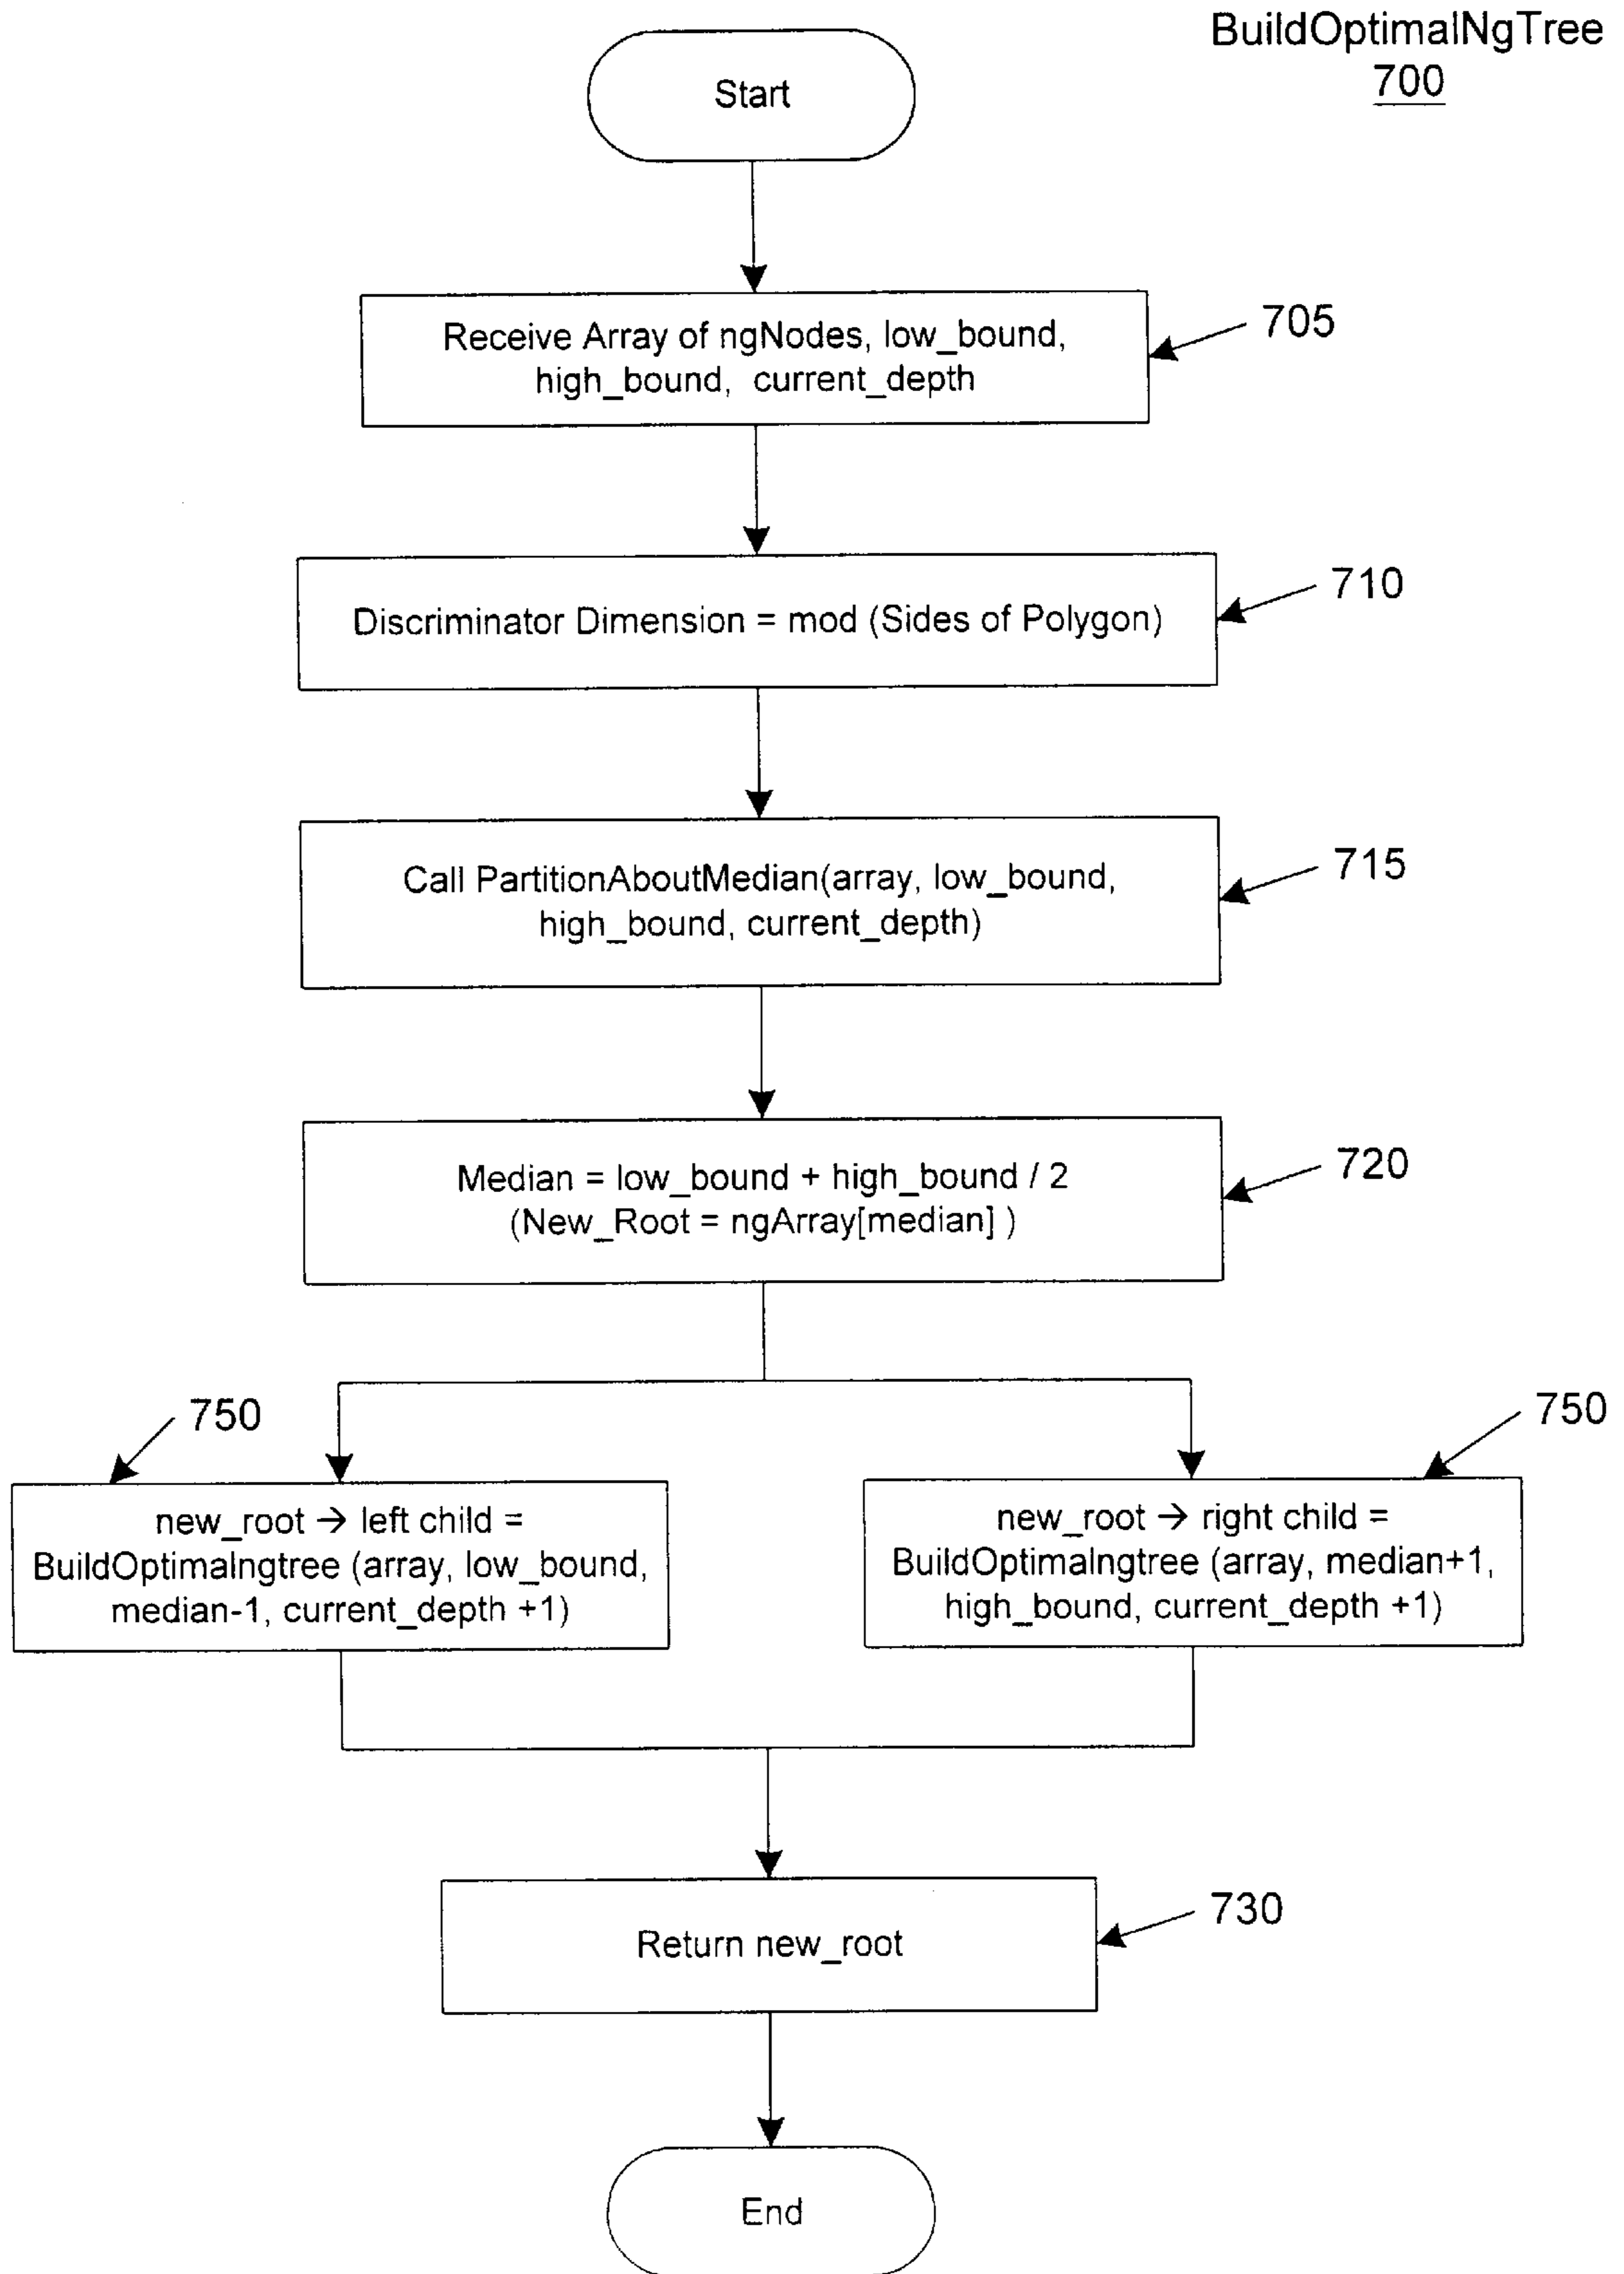 BuildOptimalNgTree
700
Start
Receive Array of ngNodes, low_bound,
high_bound, current_depth
705
Discriminator Dimension = mod (Sides of Polygon)
710
Call PartitionAboutMedian(array, low_bound,
high_bound, current_depth)
715
Median = low_bound + high_bound / 2
(New_Root = ngArray[median] )
720
750
new_root → left child =
BuildOptimalngtree (array, low_bound,
median-1, current_depth +1)
750
new_root → right child =
BuildOptimalngtree (array, median+1,
high_bound, current_depth +1)
Return new_root
730
End